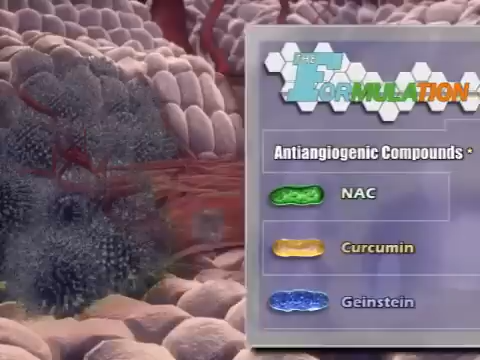 THE
FORMULATION
Antiangiogenic Compounds *
NAC
Curcumin
Geinstein